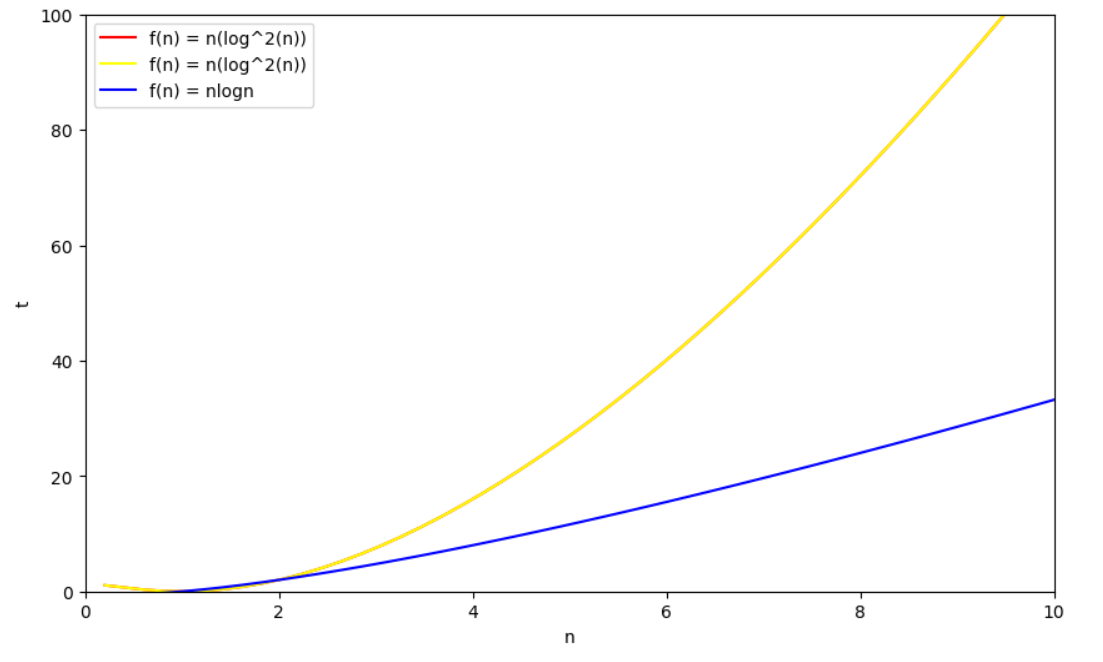 100
80
60
40
20
0
t
f(n) = n(log^2(n))
f(n) = n(log^2(n))
f(n) = nlogn
0 2 4 6 8 10
n